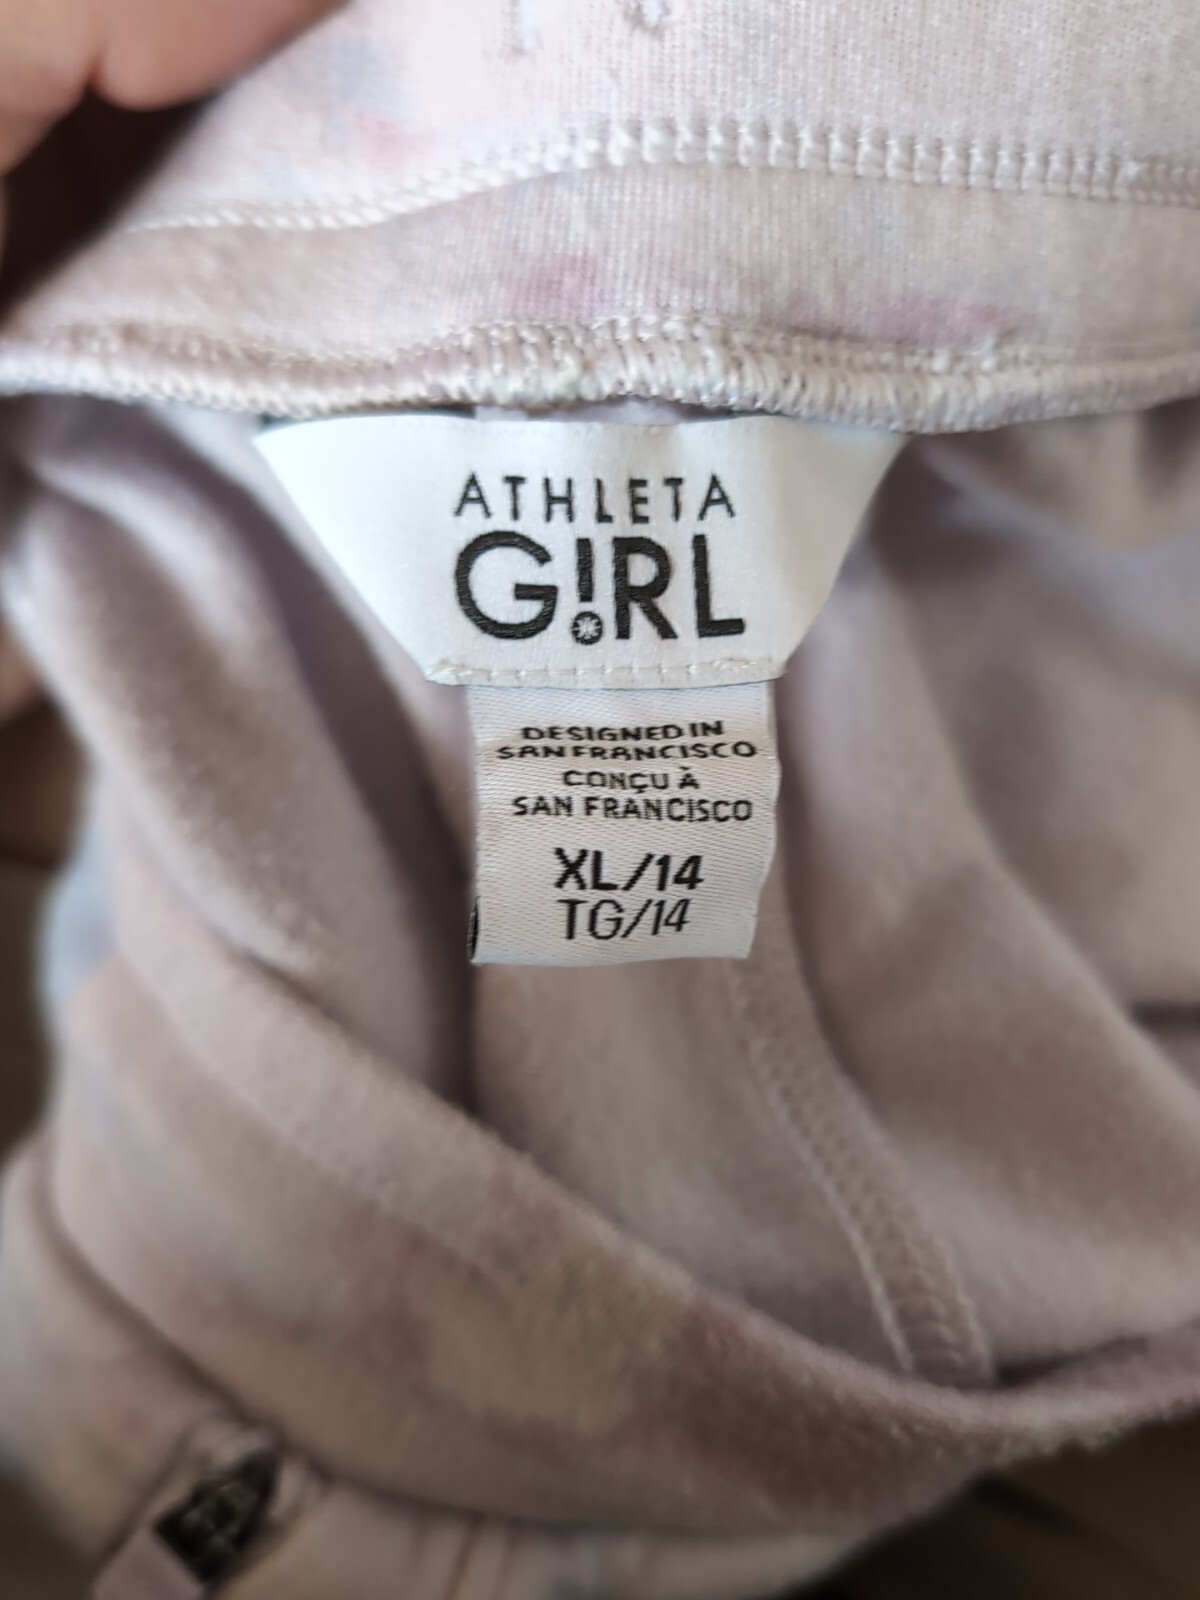 ATHLETA
G!RL
DESIGNED IN
SAN FRANCISCO
CONÇU À
SAN FRANCISCO
XL/14
TG/14